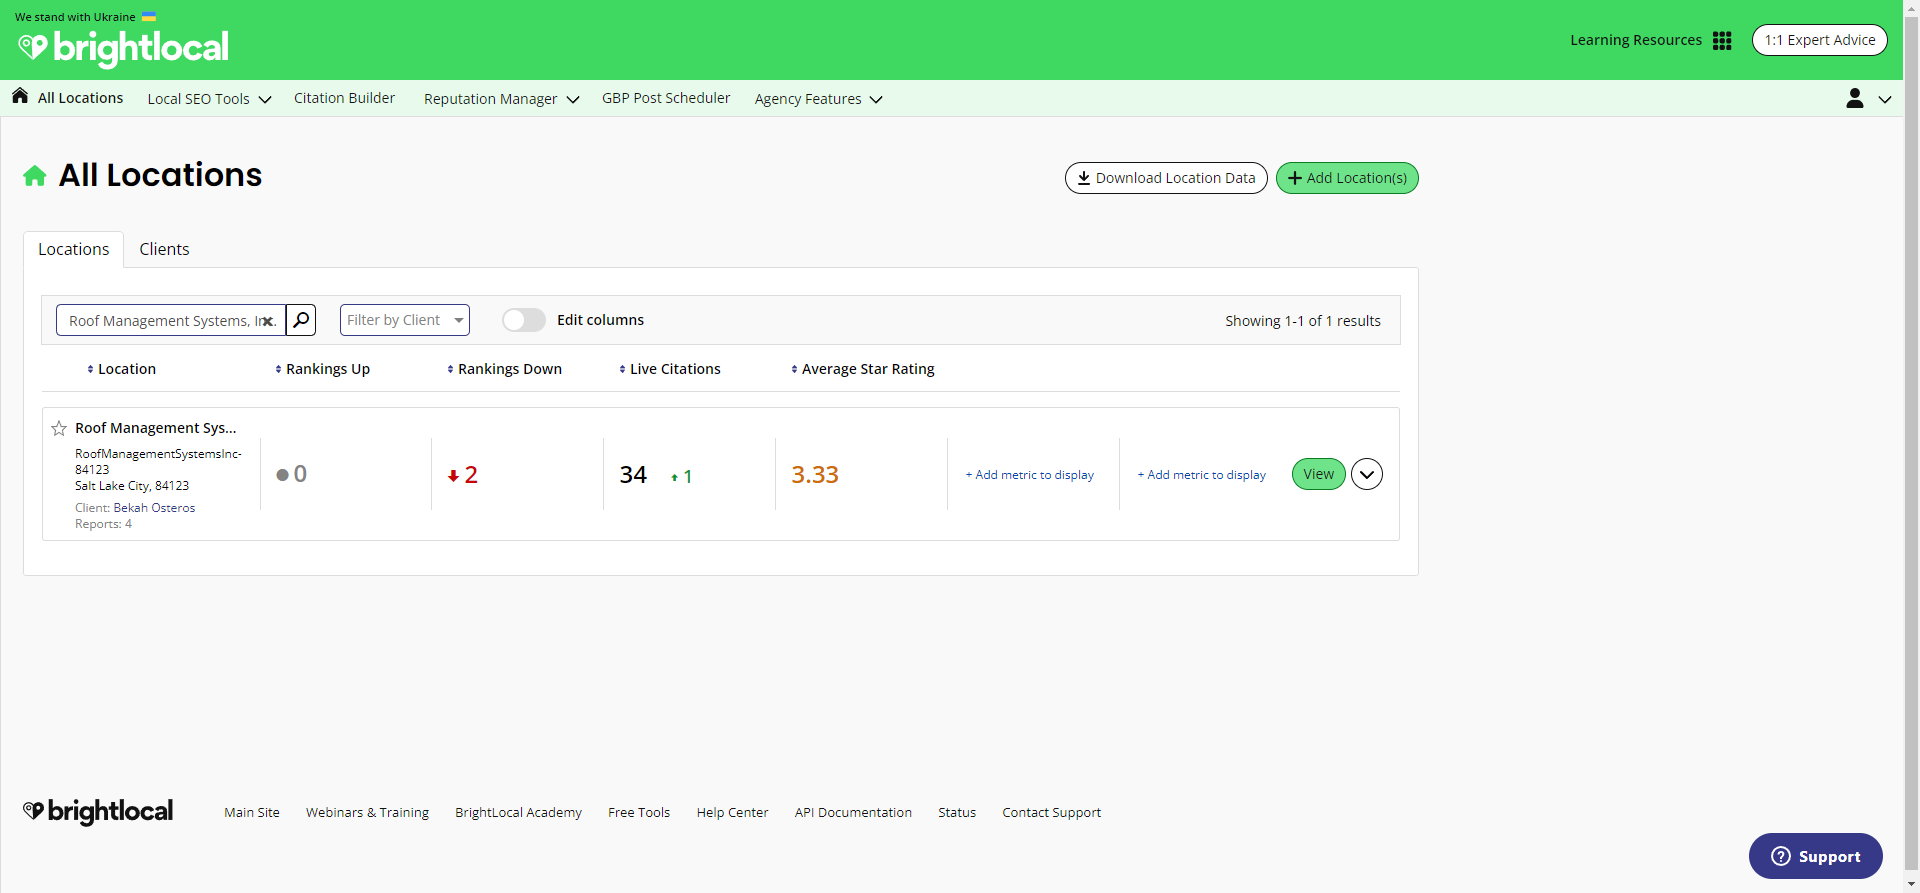 We stand with Ukraine
brightlocal
Learning Resources
1:1 Expert Advice
All Locations
Local SEO Tools
Citation Builder
Reputation Manager
GBP Post Scheduler
Agency Features
All Locations
Download Location Data
+ Add Location(s)
Locations
Clients
Roof Management Systems,
Filter by Client
Edit columns
Showing 1-1 of 1 results
Location
Rankings Up
Rankings Down
Live Citations
Average Star Rating
Roof Management Sys...
RoofManagementSystemsInc-
84123
Salt Lake City, 84123
Client: Bekah Osteros
Reports: 4
0
2
34
1
3.33
+ Add metric to display
+ Add metric to display
View
brightlocal
Main Site
Webinars & Training
BrightLocal Academy
Free Tools
Help Center
API Documentation
Status
Contact Support
Support